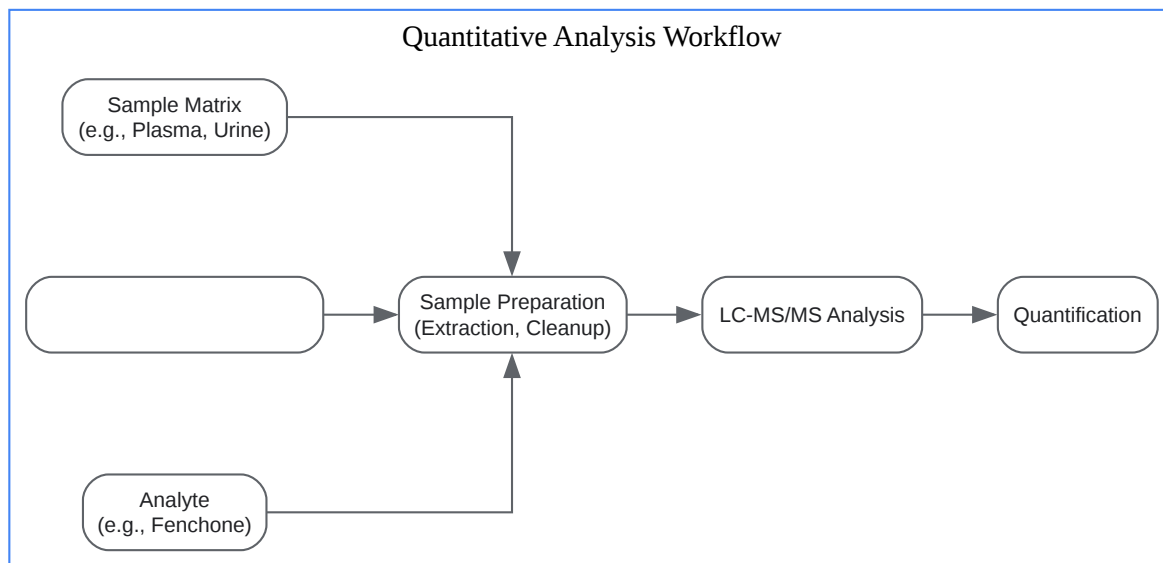 Quantitative Analysis Workflow
Sample Matrix
(e.g., Plasma, Urine)
Sample Preparation
(Extraction, Cleanup)
LC-MS/MS Analysis
Quantification
Analyte
(e.g., Fenchone)